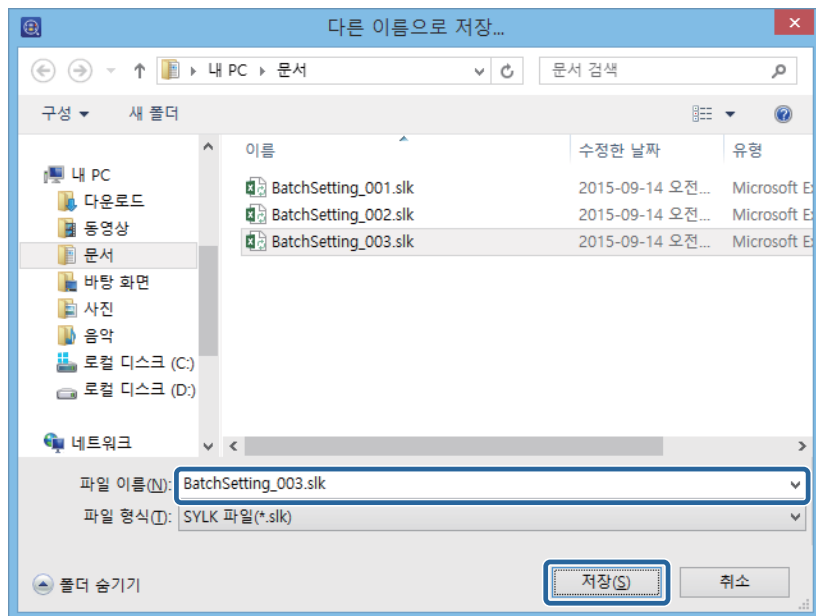 다른 이름으로 저장...
내 PC 문서
문서 검색
구성 새 폴더
이름 수정한 날짜 유형
내 PC
다운로드
동영상
문서
바탕 화면
사진
음악
로컬 디스크 (C:)
로컬 디스크 (D:)
네트워크
BatchSetting_001.slk 2015-09-14 오전... Microsoft E
BatchSetting_002.slk 2015-09-14 오전... Microsoft E
BatchSetting_003.slk 2015-09-14 오전... Microsoft E
파일 이름(N): BatchSetting_003.slk
파일 형식(T): SYLK 파일(*.slk)
폴더 숨기기 저장(S) 취소